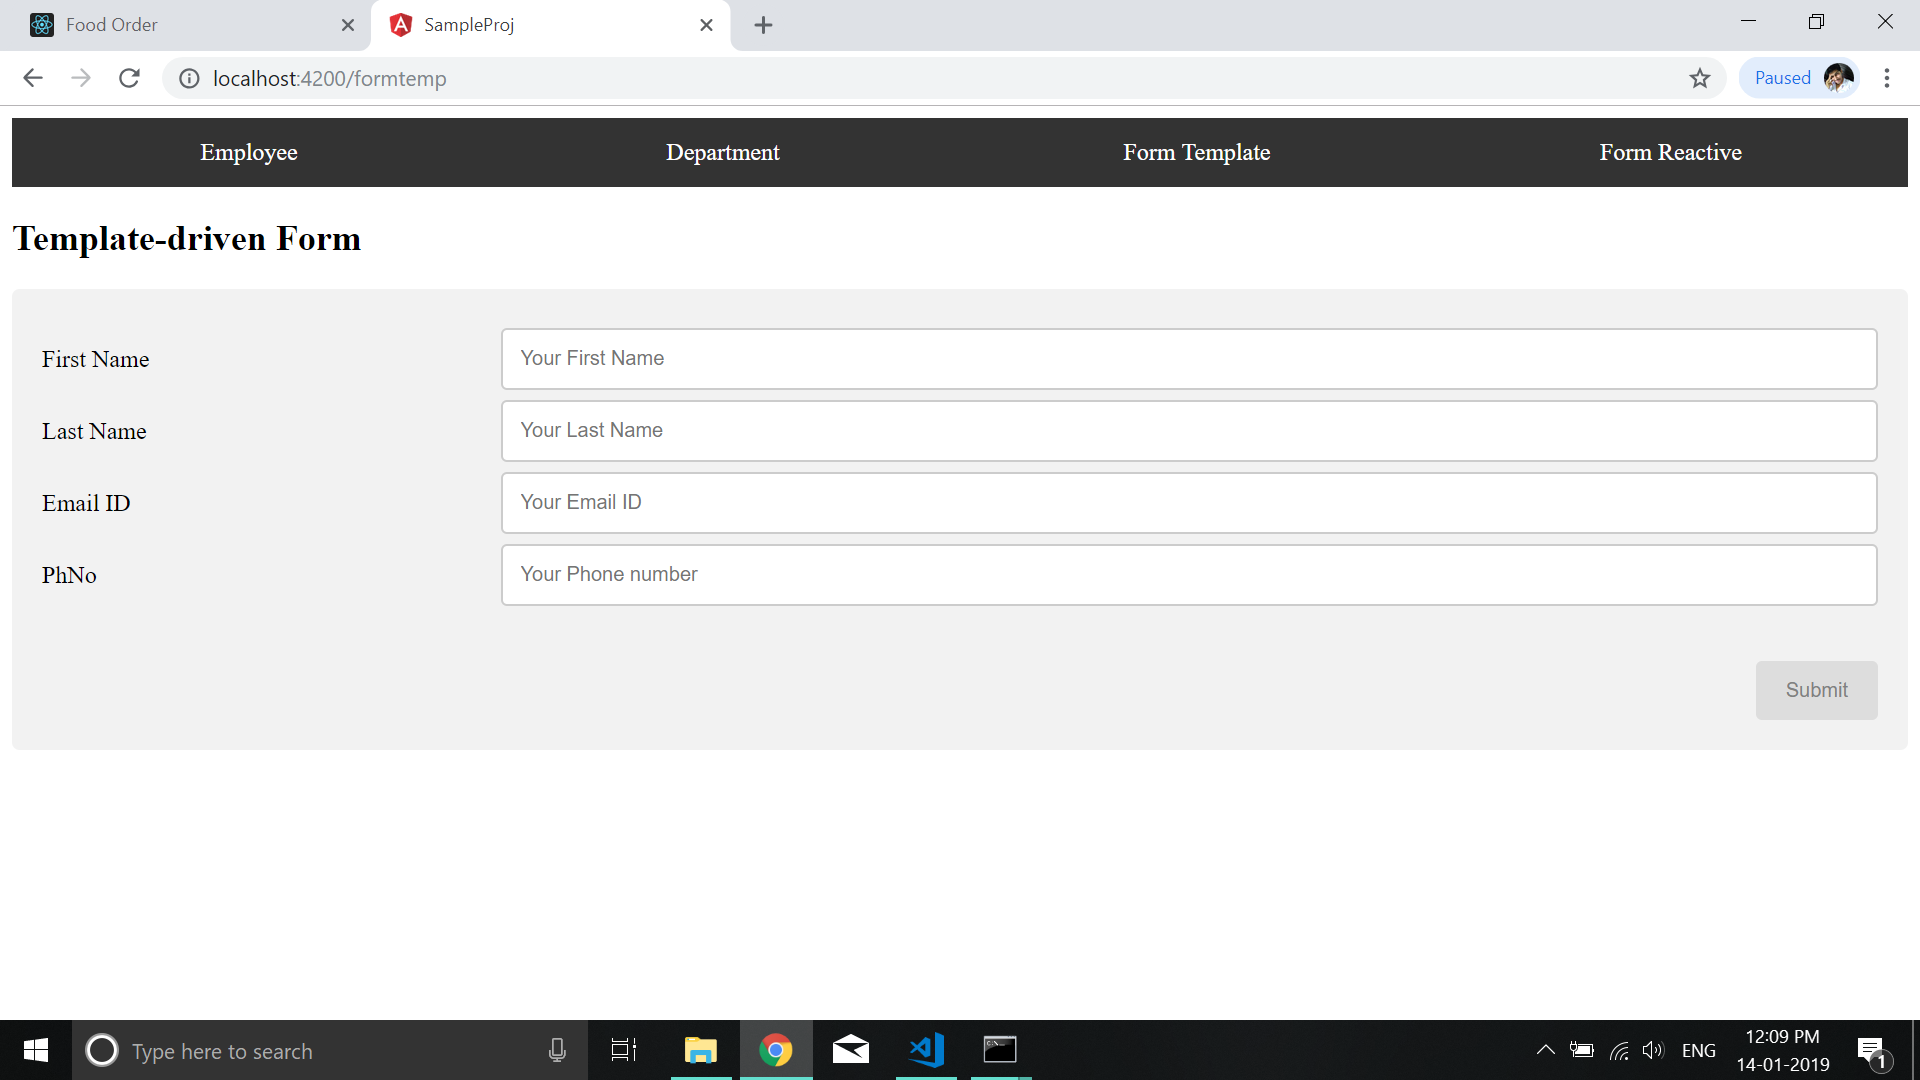 Food Order
SampleProj
localhost:4200/formtemp
Paused
Employee Department Form Template Form Reactive
Template-driven Form
First Name
Your First Name
Last Name
Your Last Name
Email ID
Your Email ID
PhNo
Your Phone number
Submit
Type here to search
ENG
12:09 PM
14-01-2019
1